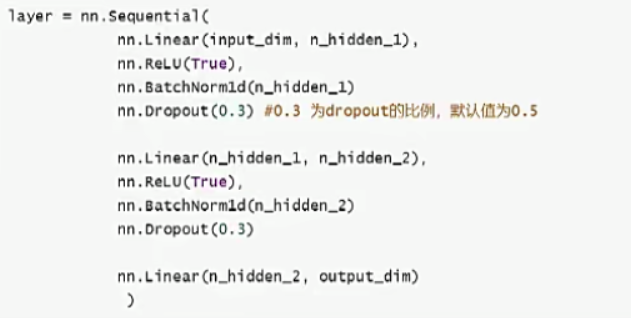 layer = nn.Sequential(
nn.Linear(input_dim, n_hidden_1),
nn.ReLU(True),
nn.BatchNorm1d(n_hidden_1)
nn.Dropout(0.3) #0.3 为dropout的比例，默认值为0.5
nn.Linear(n_hidden_1, n_hidden_2),
nn.ReLU(True),
nn.BatchNorm1d(n_hidden_2)
nn.Dropout(0.3)
nn.Linear(n_hidden_2, output_dim)
)